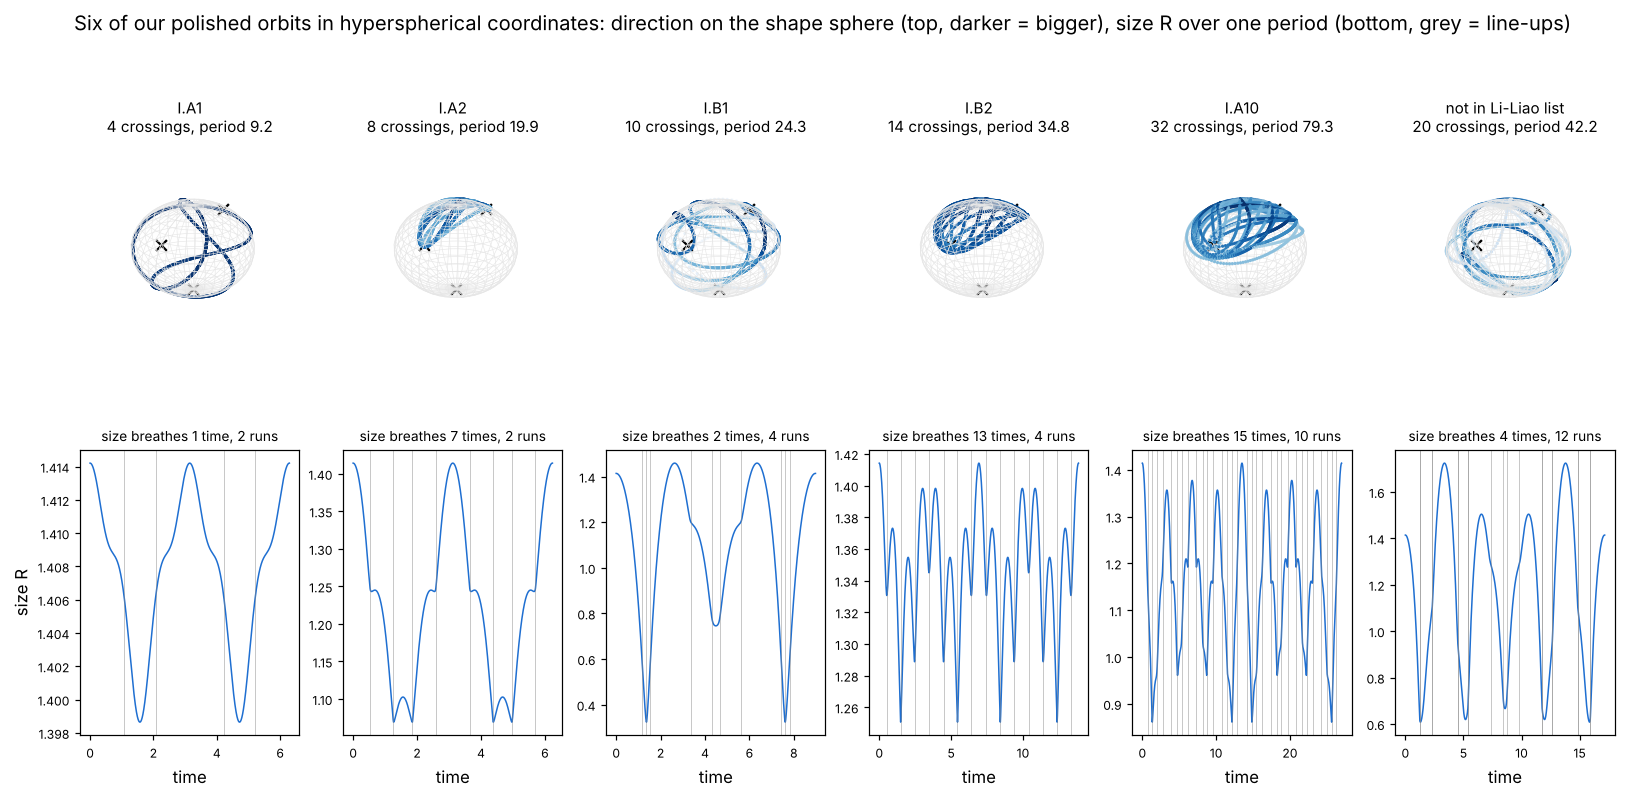 Six of our polished orbits in hyperspherical coordinates: direction on the shape sphere (top, darker = bigger), size R over one period (bottom, grey = line-ups)
I.A1
4 crossings, period 9.2
I.A2
8 crossings, period 19.9
I.B1
10 crossings, period 24.3
I.B2
14 crossings, period 34.8
I.A10
32 crossings, period 79.3
not in Li-Liao list
20 crossings, period 42.2
size breathes 1 time, 2 runs
size R
1.414
1.412
1.410
1.408
1.406
1.404
1.402
1.400
1.398
0 2 4 6
time
size breathes 7 times, 2 runs
1.40
1.35
1.30
1.25
1.20
1.15
1.10
0 2 4 6
time
size breathes 2 times, 4 runs
1.4
1.2
1.0
0.8
0.6
0.4
0 2 4 6 8
time
size breathes 13 times, 4 runs
1.42
1.40
1.38
1.36
1.34
1.32
1.30
1.28
1.26
0 5 10
time
size breathes 15 times, 10 runs
1.4
1.3
1.2
1.1
1.0
0.9
0 10 20
time
size breathes 4 times, 12 runs
1.6
1.4
1.2
1.0
0.8
0.6
0 5 10 15
time